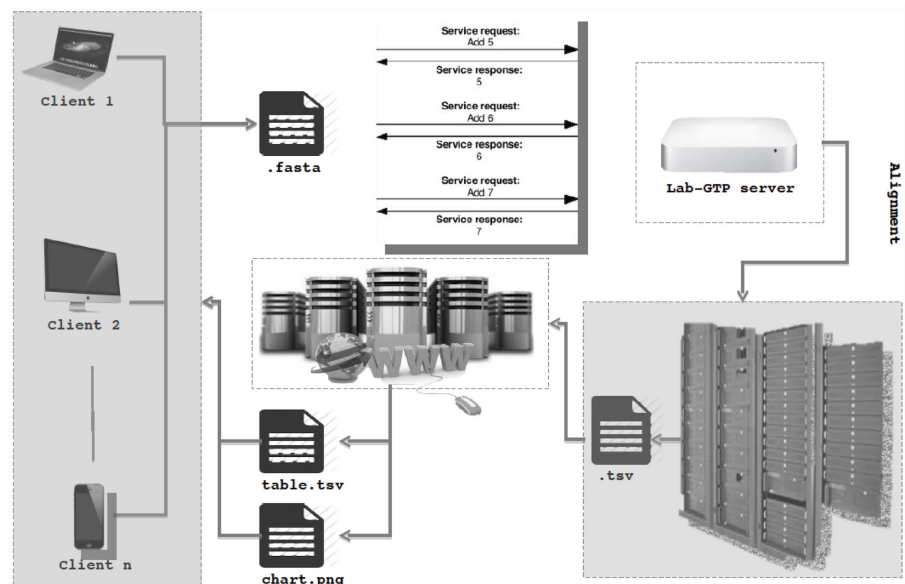 Client 1
.fasta
Service request:
Add 5
Service response:
5
Service request:
Add 6
Service response:
6
Service request:
Add 7
Service response:
7
Lab-GTP server
Alignment
Client 2
WWW
.tsv
table.tsv
Client n
chart.png